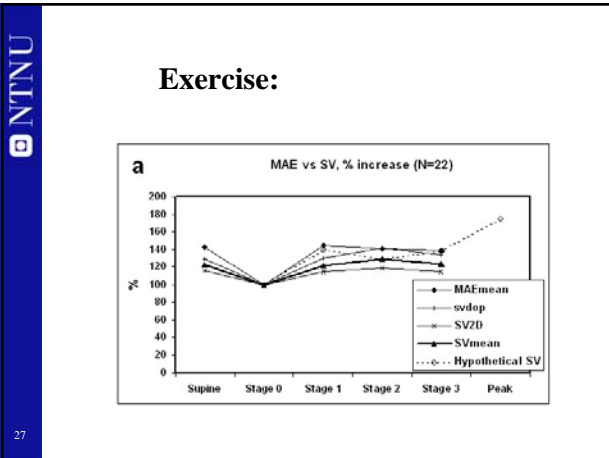 NTNU
Exercise:
a
MAE vs SV, % increase (N=22)
200
180
160
140
120
100
80
60
40
20
0
%
Supine Stage 0 Stage 1 Stage 2 Stage 3 Peak
MAEmean
svdop
SV2D
SVmean
Hypothetical SV
27